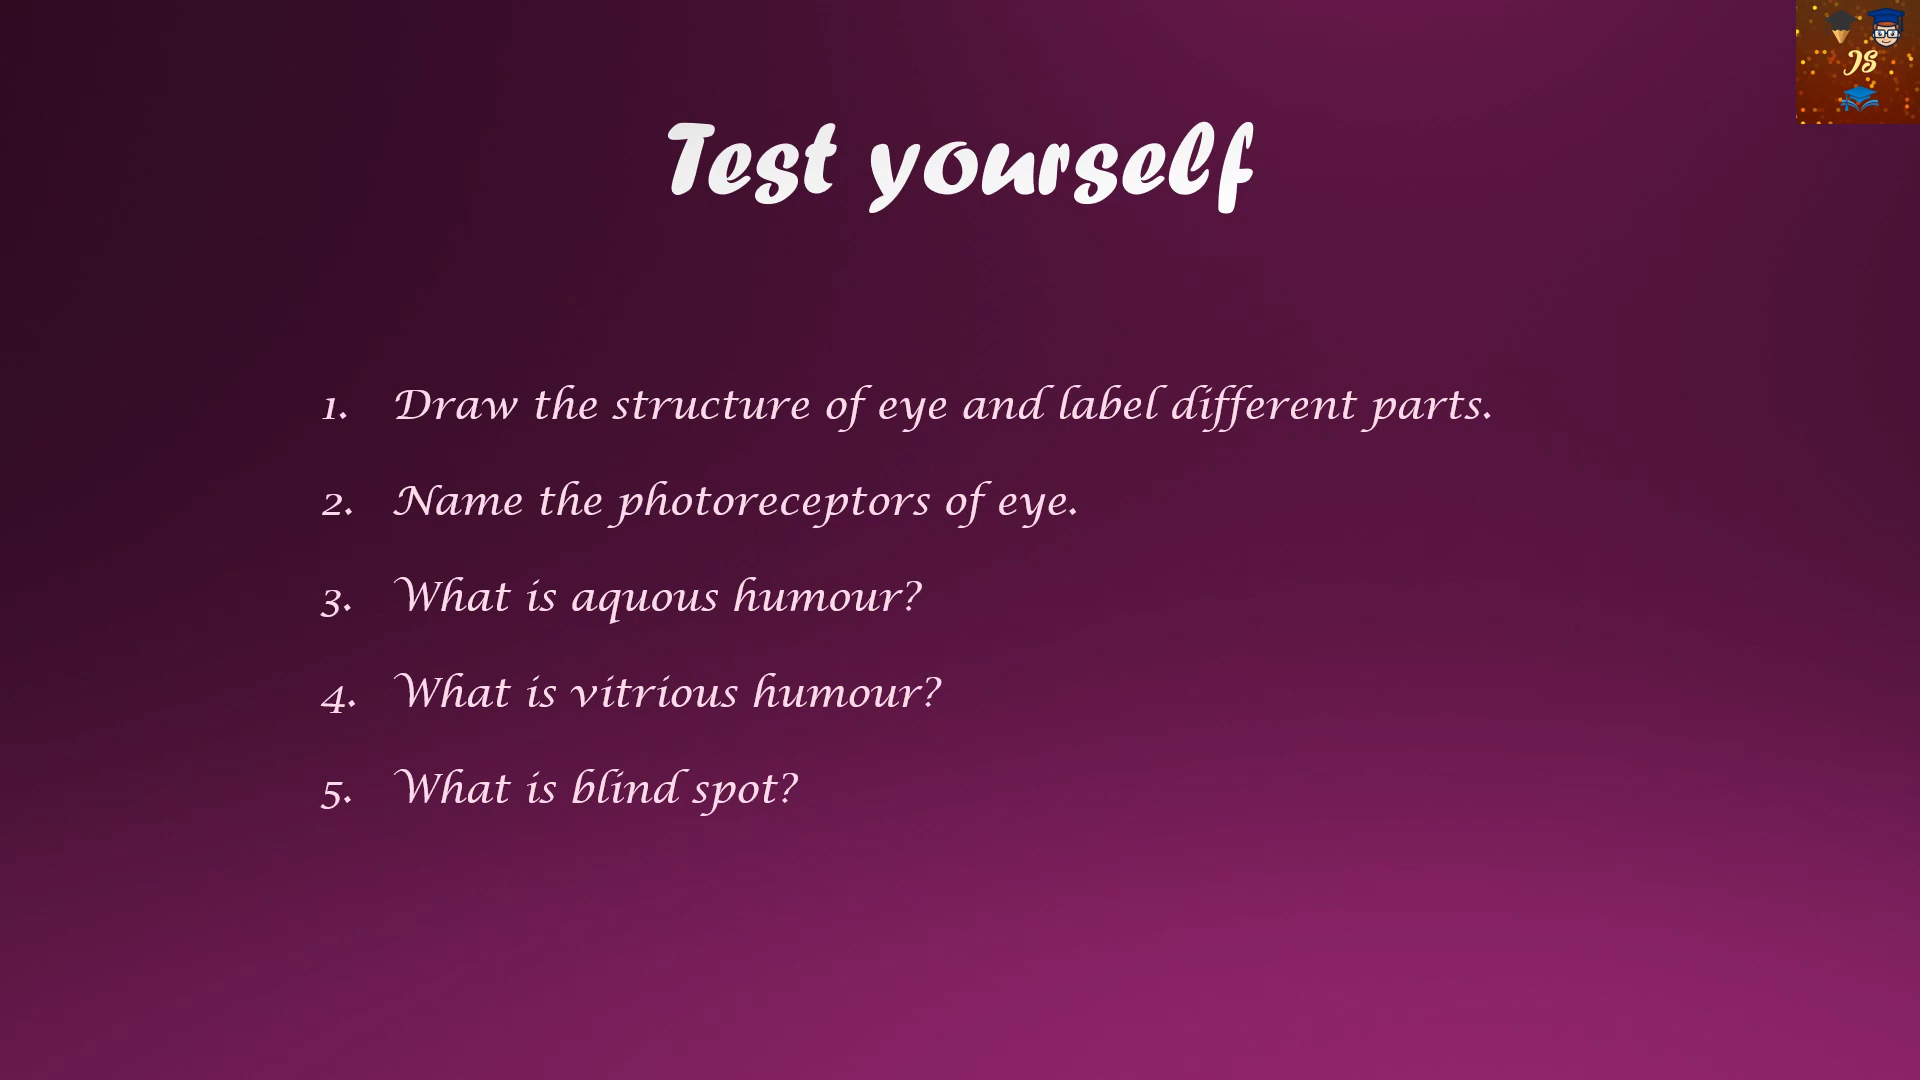 JS
Test yourself
1. Draw the structure of eye and label different parts.
2. Name the photoreceptors of eye.
3. What is aquous humour?
4. What is vitrious humour?
5. What is blind spot?